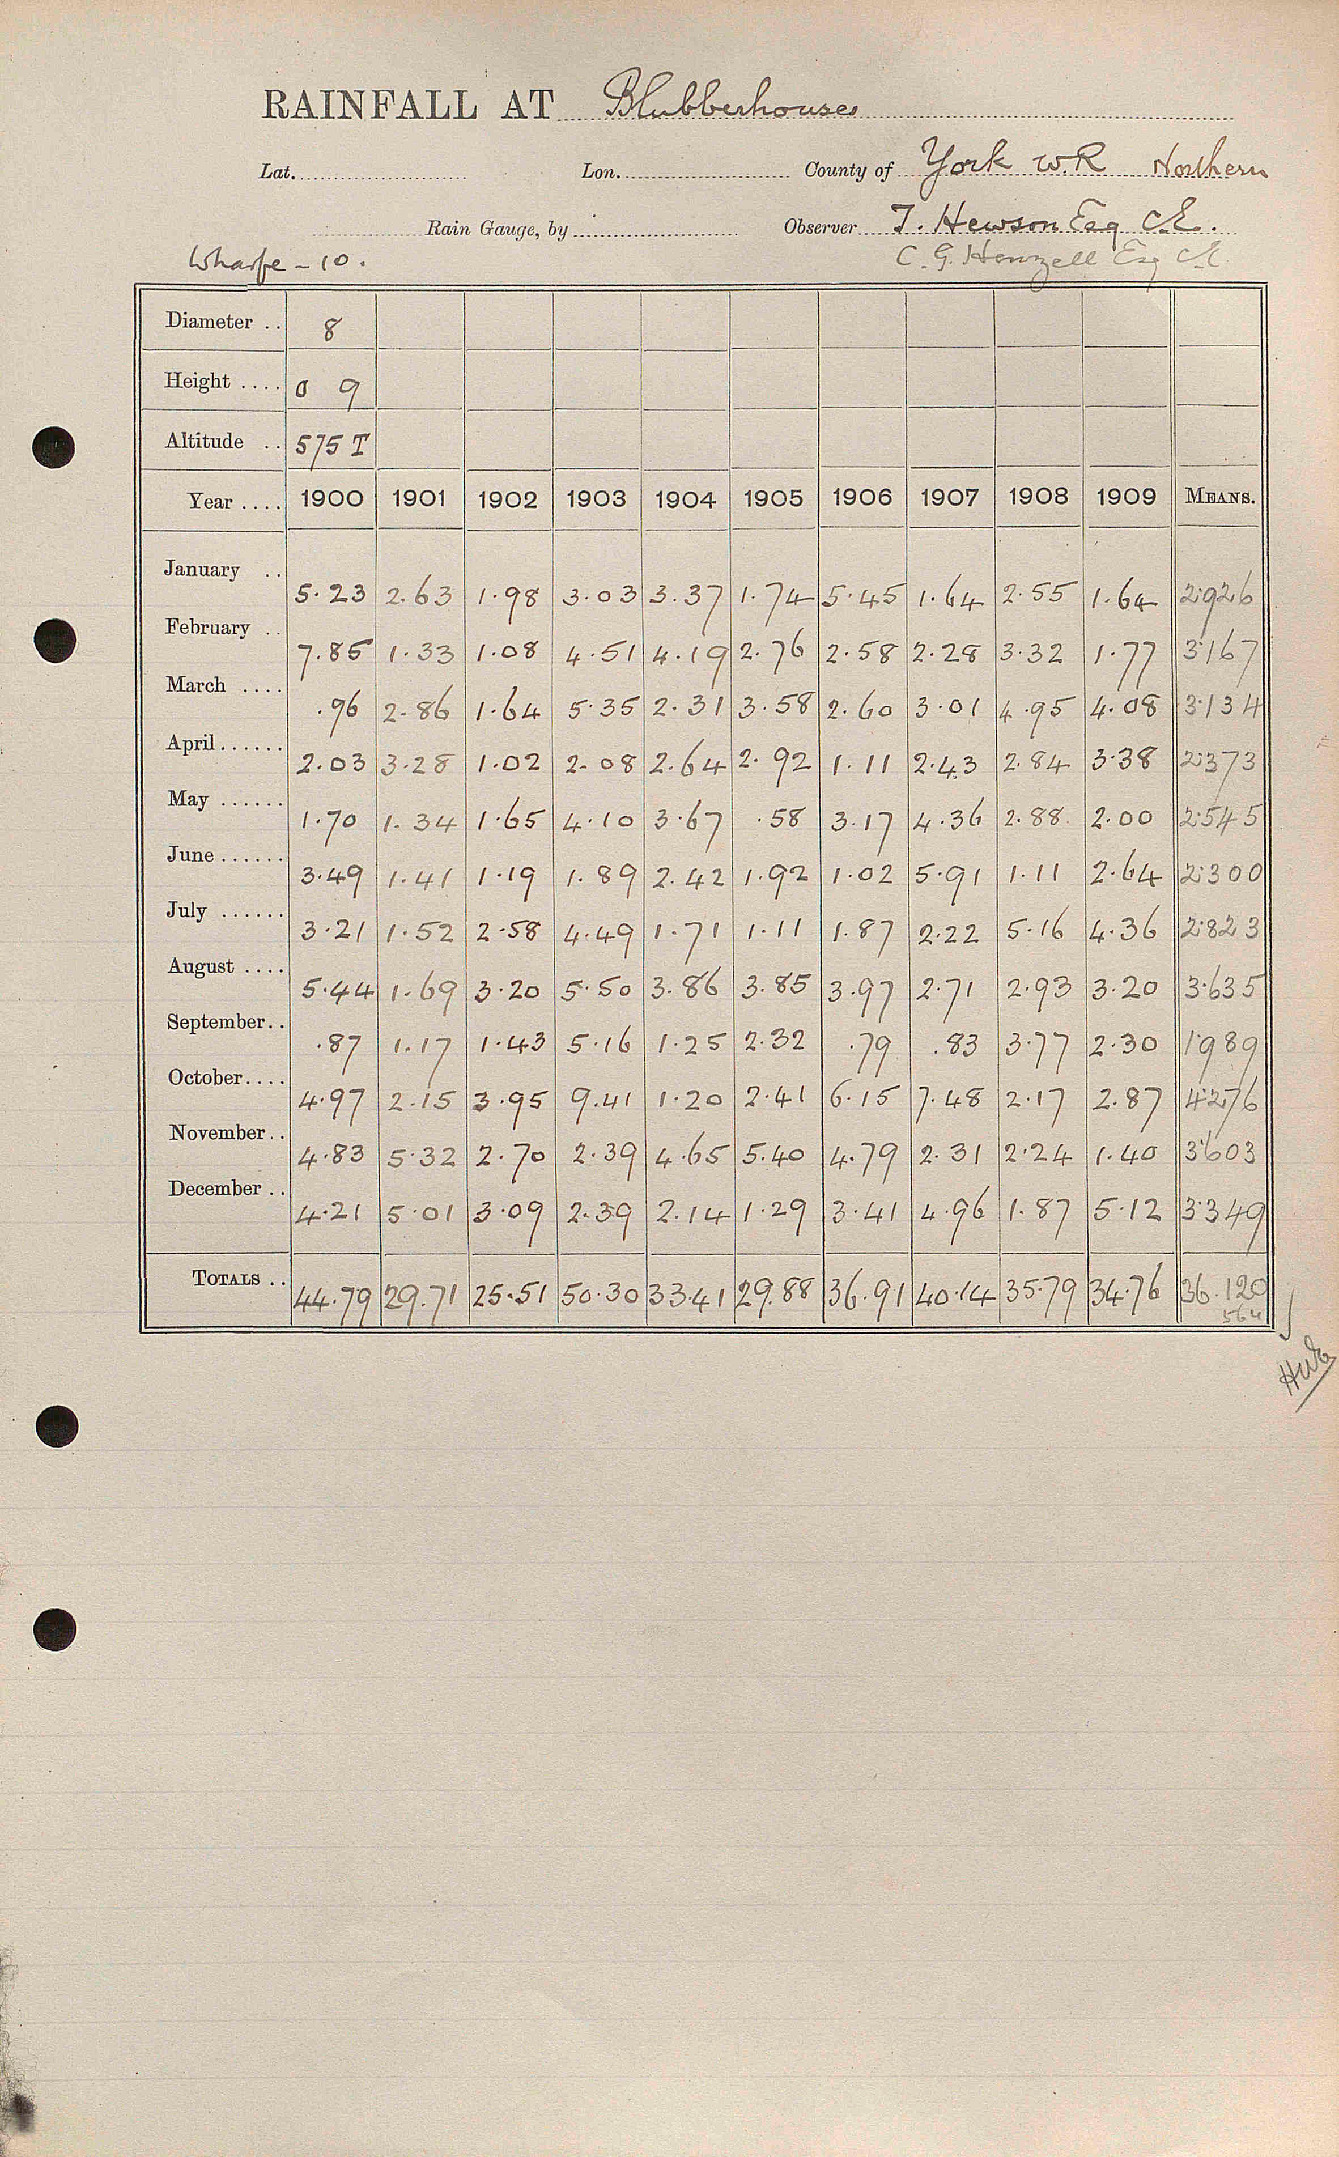 RAINFALL AT Blubberhouses
Lat. Lon. County of York W.R Northern
Rain Gauge, by Observer T. Hewson Esq C.E.
Wharfe - 10. C. G. Henzell Esq C.E.
Diameter .. 8
Height .... 0 9
Altitude .. 575 T
Year .... 1900 1901 1902 1903 1904 1905 1906 1907 1908 1909 MEANS.
January .. 5.23 2.63 1.98 3.03 3.37 1.74 5.45 1.64 2.55 1.64 2.926
February .. 7.85 1.33 1.08 4.51 4.19 2.76 2.58 2.28 3.32 1.77 3.167
March .... .96 2.86 1.64 5.35 2.31 3.58 2.60 3.01 4.95 4.08 3.134
April ...... 2.03 3.28 1.02 2.08 2.64 2.92 1.11 2.43 2.84 3.38 2.373
May ...... 1.70 1.34 1.65 4.10 3.67 .58 3.17 4.36 2.88 2.00 2.545
June ...... 3.49 1.41 1.19 1.89 2.42 1.92 1.02 5.91 1.11 2.64 2.300
July ...... 3.21 1.52 2.58 4.49 1.71 1.11 1.87 2.22 5.16 4.36 2.823
August .... 5.44 1.69 3.20 5.50 3.86 3.85 3.97 2.71 2.93 3.20 3.635
September.. .87 1.17 1.43 5.16 1.25 2.32 .79 .83 3.77 2.30 1.989
October.... 4.97 2.15 3.95 9.41 1.20 2.41 6.15 7.48 2.17 2.87 4.276
November.. 4.83 5.32 2.70 2.39 4.65 5.40 4.79 2.31 2.24 1.40 3.603
December .. 4.21 5.01 3.09 2.39 2.14 1.29 3.41 4.96 1.87 5.12 3.349
TOTALS .. 44.79 29.71 25.51 50.30 33.41 29.88 36.91 40.14 35.79 34.76 36.120
564